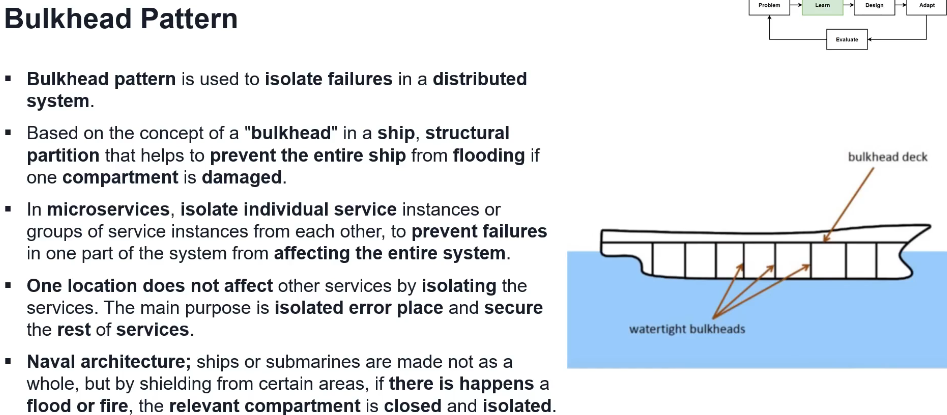 Bulkhead Pattern
Problem
Learn
Design
Adapt
Evaluate
▪ Bulkhead pattern is used to isolate failures in a distributed
system.
▪ Based on the concept of a "bulkhead" in a ship, structural
partition that helps to prevent the entire ship from flooding if
one compartment is damaged.
▪ In microservices, isolate individual service instances or
groups of service instances from each other, to prevent failures
in one part of the system from affecting the entire system.
▪ One location does not affect other services by isolating the
services. The main purpose is isolated error place and secure
the rest of services.
▪ Naval architecture; ships or submarines are made not as a
whole, but by shielding from certain areas, if there is happens a
flood or fire, the relevant compartment is closed and isolated.
bulkhead deck
watertight bulkheads